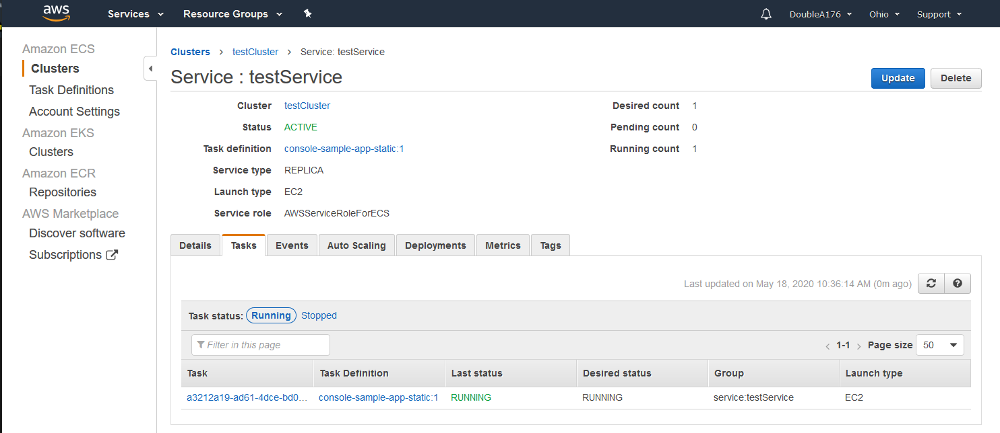 aws Services Resource Groups DoubleA176 Ohio Support
Amazon ECS
Clusters
Task Definitions
Account Settings
Amazon EKS
Clusters
Amazon ECR
Repositories
AWS Marketplace
Discover software
Subscriptions
Clusters > testCluster > Service: testService
Service : testService
Update Delete
Cluster testCluster
Status ACTIVE
Task definition console-sample-app-static:1
Service type REPLICA
Launch type EC2
Service role AWSServiceRoleForECS
Desired count 1
Pending count 0
Running count 1
Details Tasks Events Auto Scaling Deployments Metrics Tags
Last updated on May 18, 2020 10:36:14 AM (0m ago)
Task status: Running Stopped
Filter in this page
< 1-1 > Page size 50
Task Task Definition Last status Desired status Group Launch type
a3212a19-ad61-4dce-bd0... console-sample-app-static:1 RUNNING RUNNING service:testService EC2